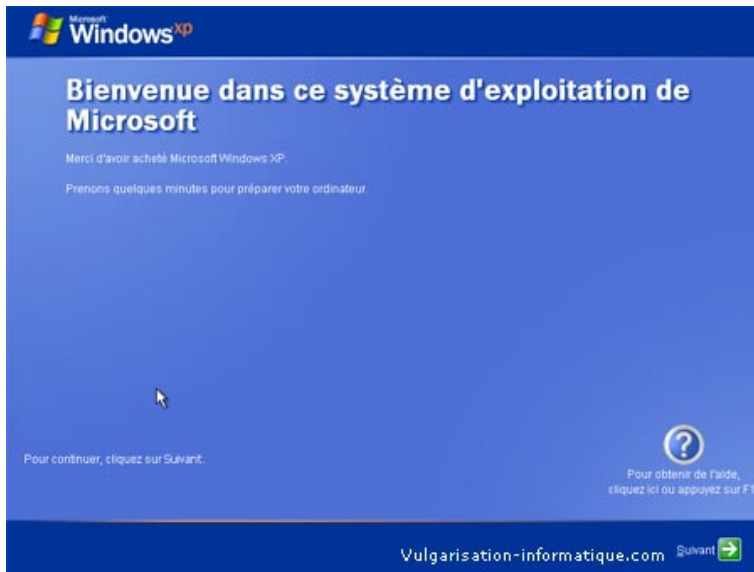 Microsoft
Windows xp
Bienvenue dans ce système d'exploitation de
Microsoft
Merci d'avoir acheté Microsoft Windows XP.
Prenons quelques minutes pour préparer votre ordinateur.
Pour continuer, cliquez sur Suivant.
Pour obtenir de l'aide,
cliquez ici ou appuyez sur F1
Vulgarisation-informatique.com
Suivant